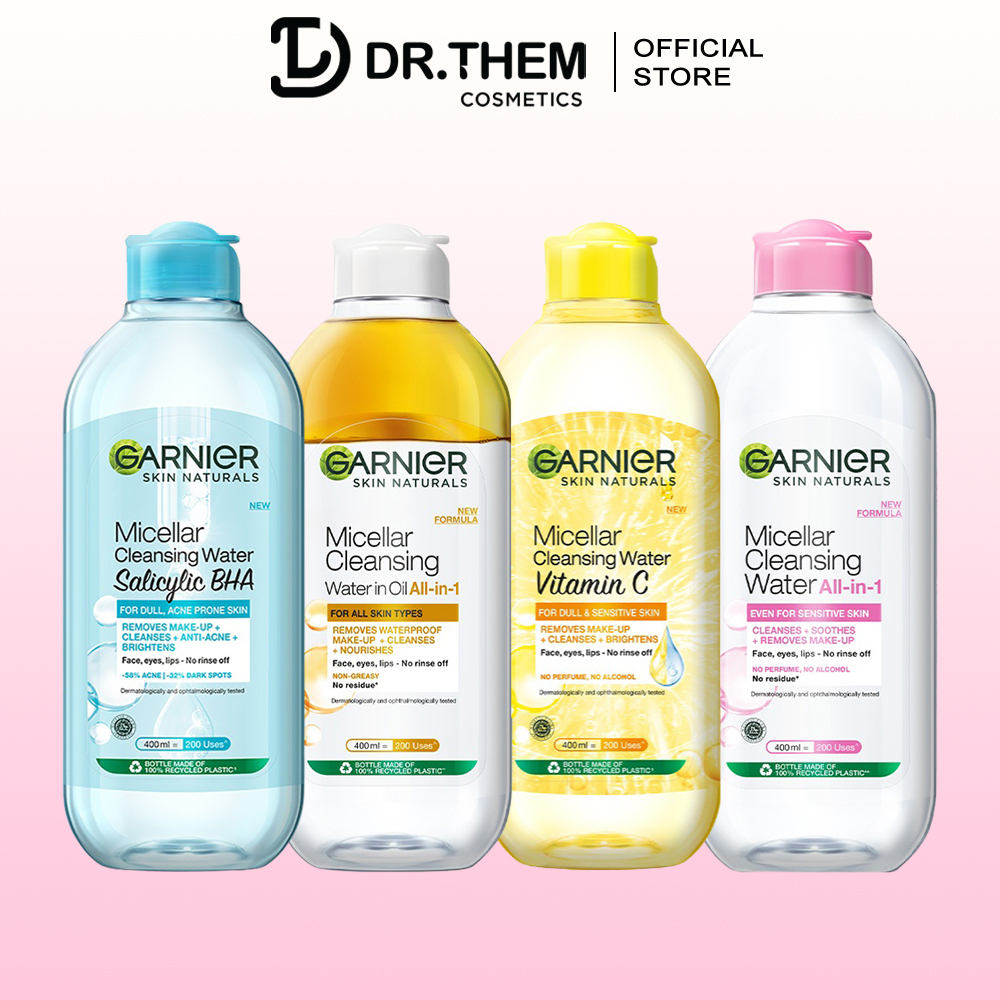 DR.THEM
COSMETICS
OFFICIAL
STORE
GARNIER
SKIN NATURALS
NEW
Micellar
Cleansing Water
Salicylic BHA
FOR DULL, ACNE PRONE SKIN
REMOVES MAKE-UP +
CLEANSES + ANTI-ACNE +
BRIGHTENS
Face, eyes, lips - No rinse off
-58% ACNE | -32% DARK SPOTS
Dermatologically and ophtalmologically tested
400 ml = 200 Uses^
BOTTLE MADE OF
100% RECYCLED PLASTIC
GARNIER
SKIN NATURALS
NEW
FORMULA
Micellar
Cleansing
Water in Oil All-in-1
FOR ALL SKIN TYPES
REMOVES WATERPROOF
MAKE-UP + CLEANSES
+ NOURISHES
Face, eyes, lips - No rinse off
NON-GREASY
No residue*
Dermatologically and ophthalmologically tested
400 ml = 200 Uses^
BOTTLE MADE OF
100% RECYCLED PLASTIC
GARNIER
SKIN NATURALS
NEW
Micellar
Cleansing Water
Vitamin C
FOR DULL & SENSITIVE SKIN
REMOVES MAKE-UP
+ CLEANSES + BRIGHTENS
Face, eyes, lips - No rinse off
NO PERFUME, NO ALCOHOL
Dermatologically and ophthalmologically tested
400 ml = 200 Uses^
BOTTLE MADE OF
100% RECYCLED PLASTIC
GARNIER
SKIN NATURALS
NEW
FORMULA
Micellar
Cleansing
Water All-in-1
EVEN FOR SENSITIVE SKIN
CLEANSES + SOOTHES
+ REMOVES MAKE-UP
Face, eyes, lips - No rinse off
NO PERFUME, NO ALCOHOL
No residue*
Dermatologically and ophthalmologically tested
400 ml = 200 Uses^
BOTTLE MADE OF
100% RECYCLED PLASTIC